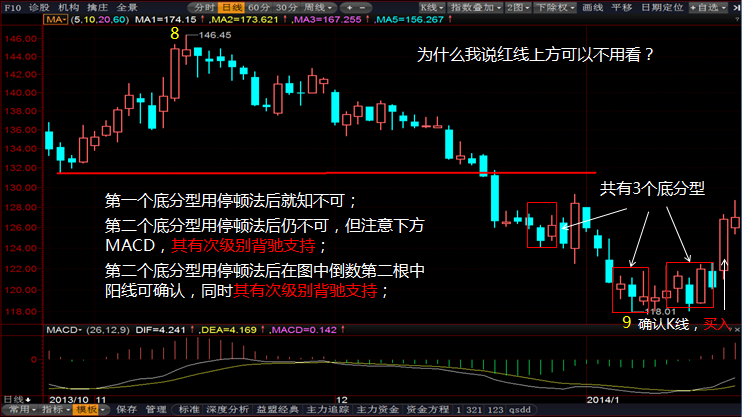 F10 诊股 机构 擒庄 全景 分时 日线 60分 30分 周线 K线 指数叠加 2图 下除权 画线 平移 日期定位 +自选
MA (5,10,20,60) MA1=174.15 ↑,MA2=173.621 ↑,MA3=167.255 ↑,MA5=156.267 ↑
146.00
8
146.45
为什么我说红线上方可以不用看？
144.00
142.00
140.00
138.00
136.00
134.00
132.00
130.00
128.00
126.00
124.00
122.00
120.00
118.00
共有3个底分型
第一个底分型用停顿法后就知不可；
第二个底分型用停顿法后仍不可，但注意下方
MACD，其有次级别背驰支持；
第二个底分型用停顿法后在图中倒数第二根中
阳线可确认，同时其有次级别背驰支持；
118.01
9 确认K线，买入
MACD (26,12,9) DIF=4.241 ↑,DEA=4.169 ↑,MACD=0.142 ↑
0
日线 2013/10 11 12 2014/1
常用 指标 模板 保存 管理 标准 深度分析 益盟经典 主力追踪 主力资金 资金方程 1 321 123 qsdd